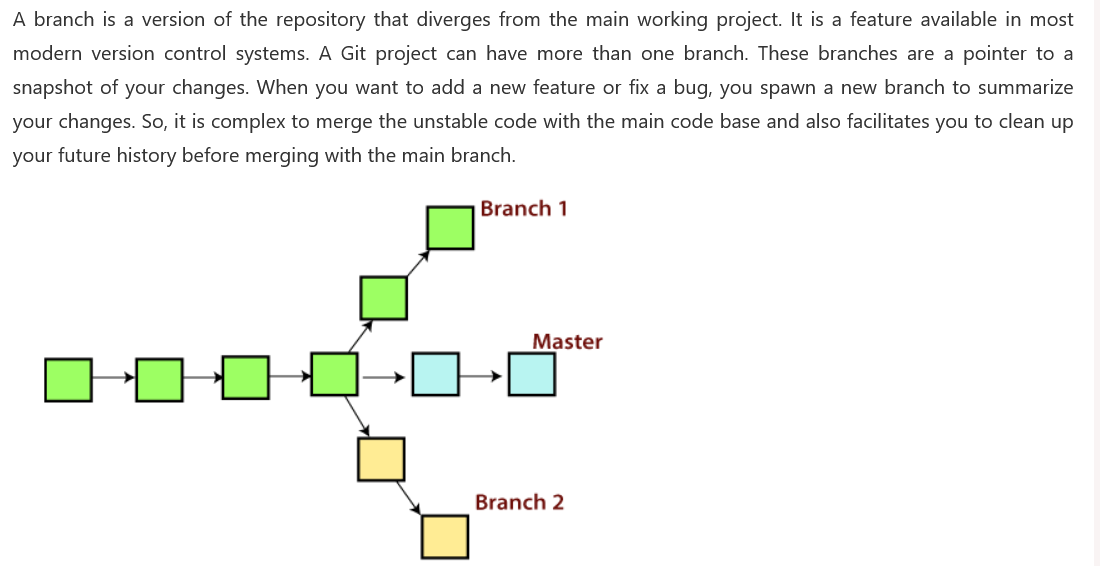 A branch is a version of the repository that diverges from the main working project. It is a feature available in most
modern version control systems. A Git project can have more than one branch. These branches are a pointer to a
snapshot of your changes. When you want to add a new feature or fix a bug, you spawn a new branch to summarize
your changes. So, it is complex to merge the unstable code with the main code base and also facilitates you to clean up
your future history before merging with the main branch.
Branch 1
Master
Branch 2